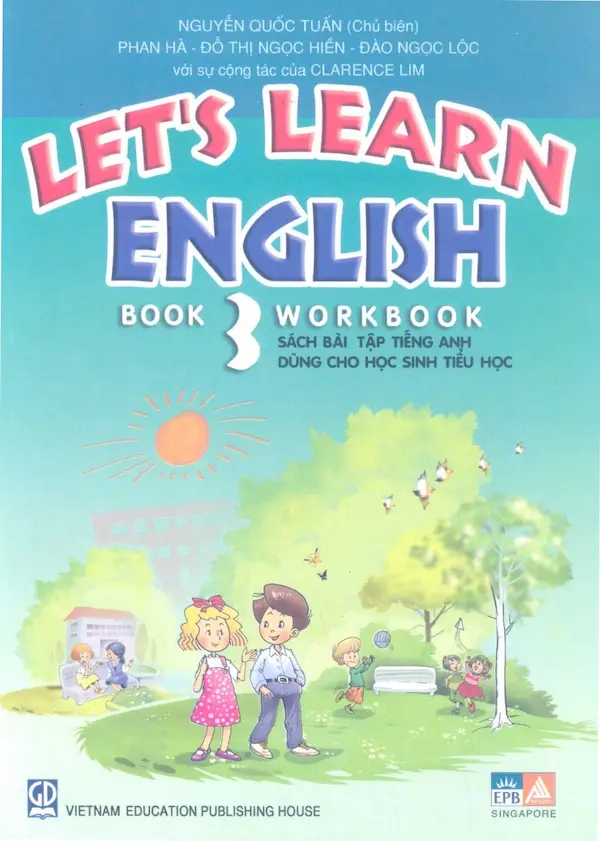 NGUYỄN QUỐC TUẤN (Chủ biên)
PHAN HÀ - ĐỖ THỊ NGỌC HIỀN - ĐÀO NGỌC LỘC
với sự cộng tác của CLARENCE LIM
LET'S LEARN
ENGLISH
BOOK 3 WORKBOOK
SÁCH BÀI TẬP TIẾNG ANH
DÙNG CHO HỌC SINH TIỂU HỌC
GD
VIETNAM EDUCATION PUBLISHING HOUSE
EPB
SINGAPORE